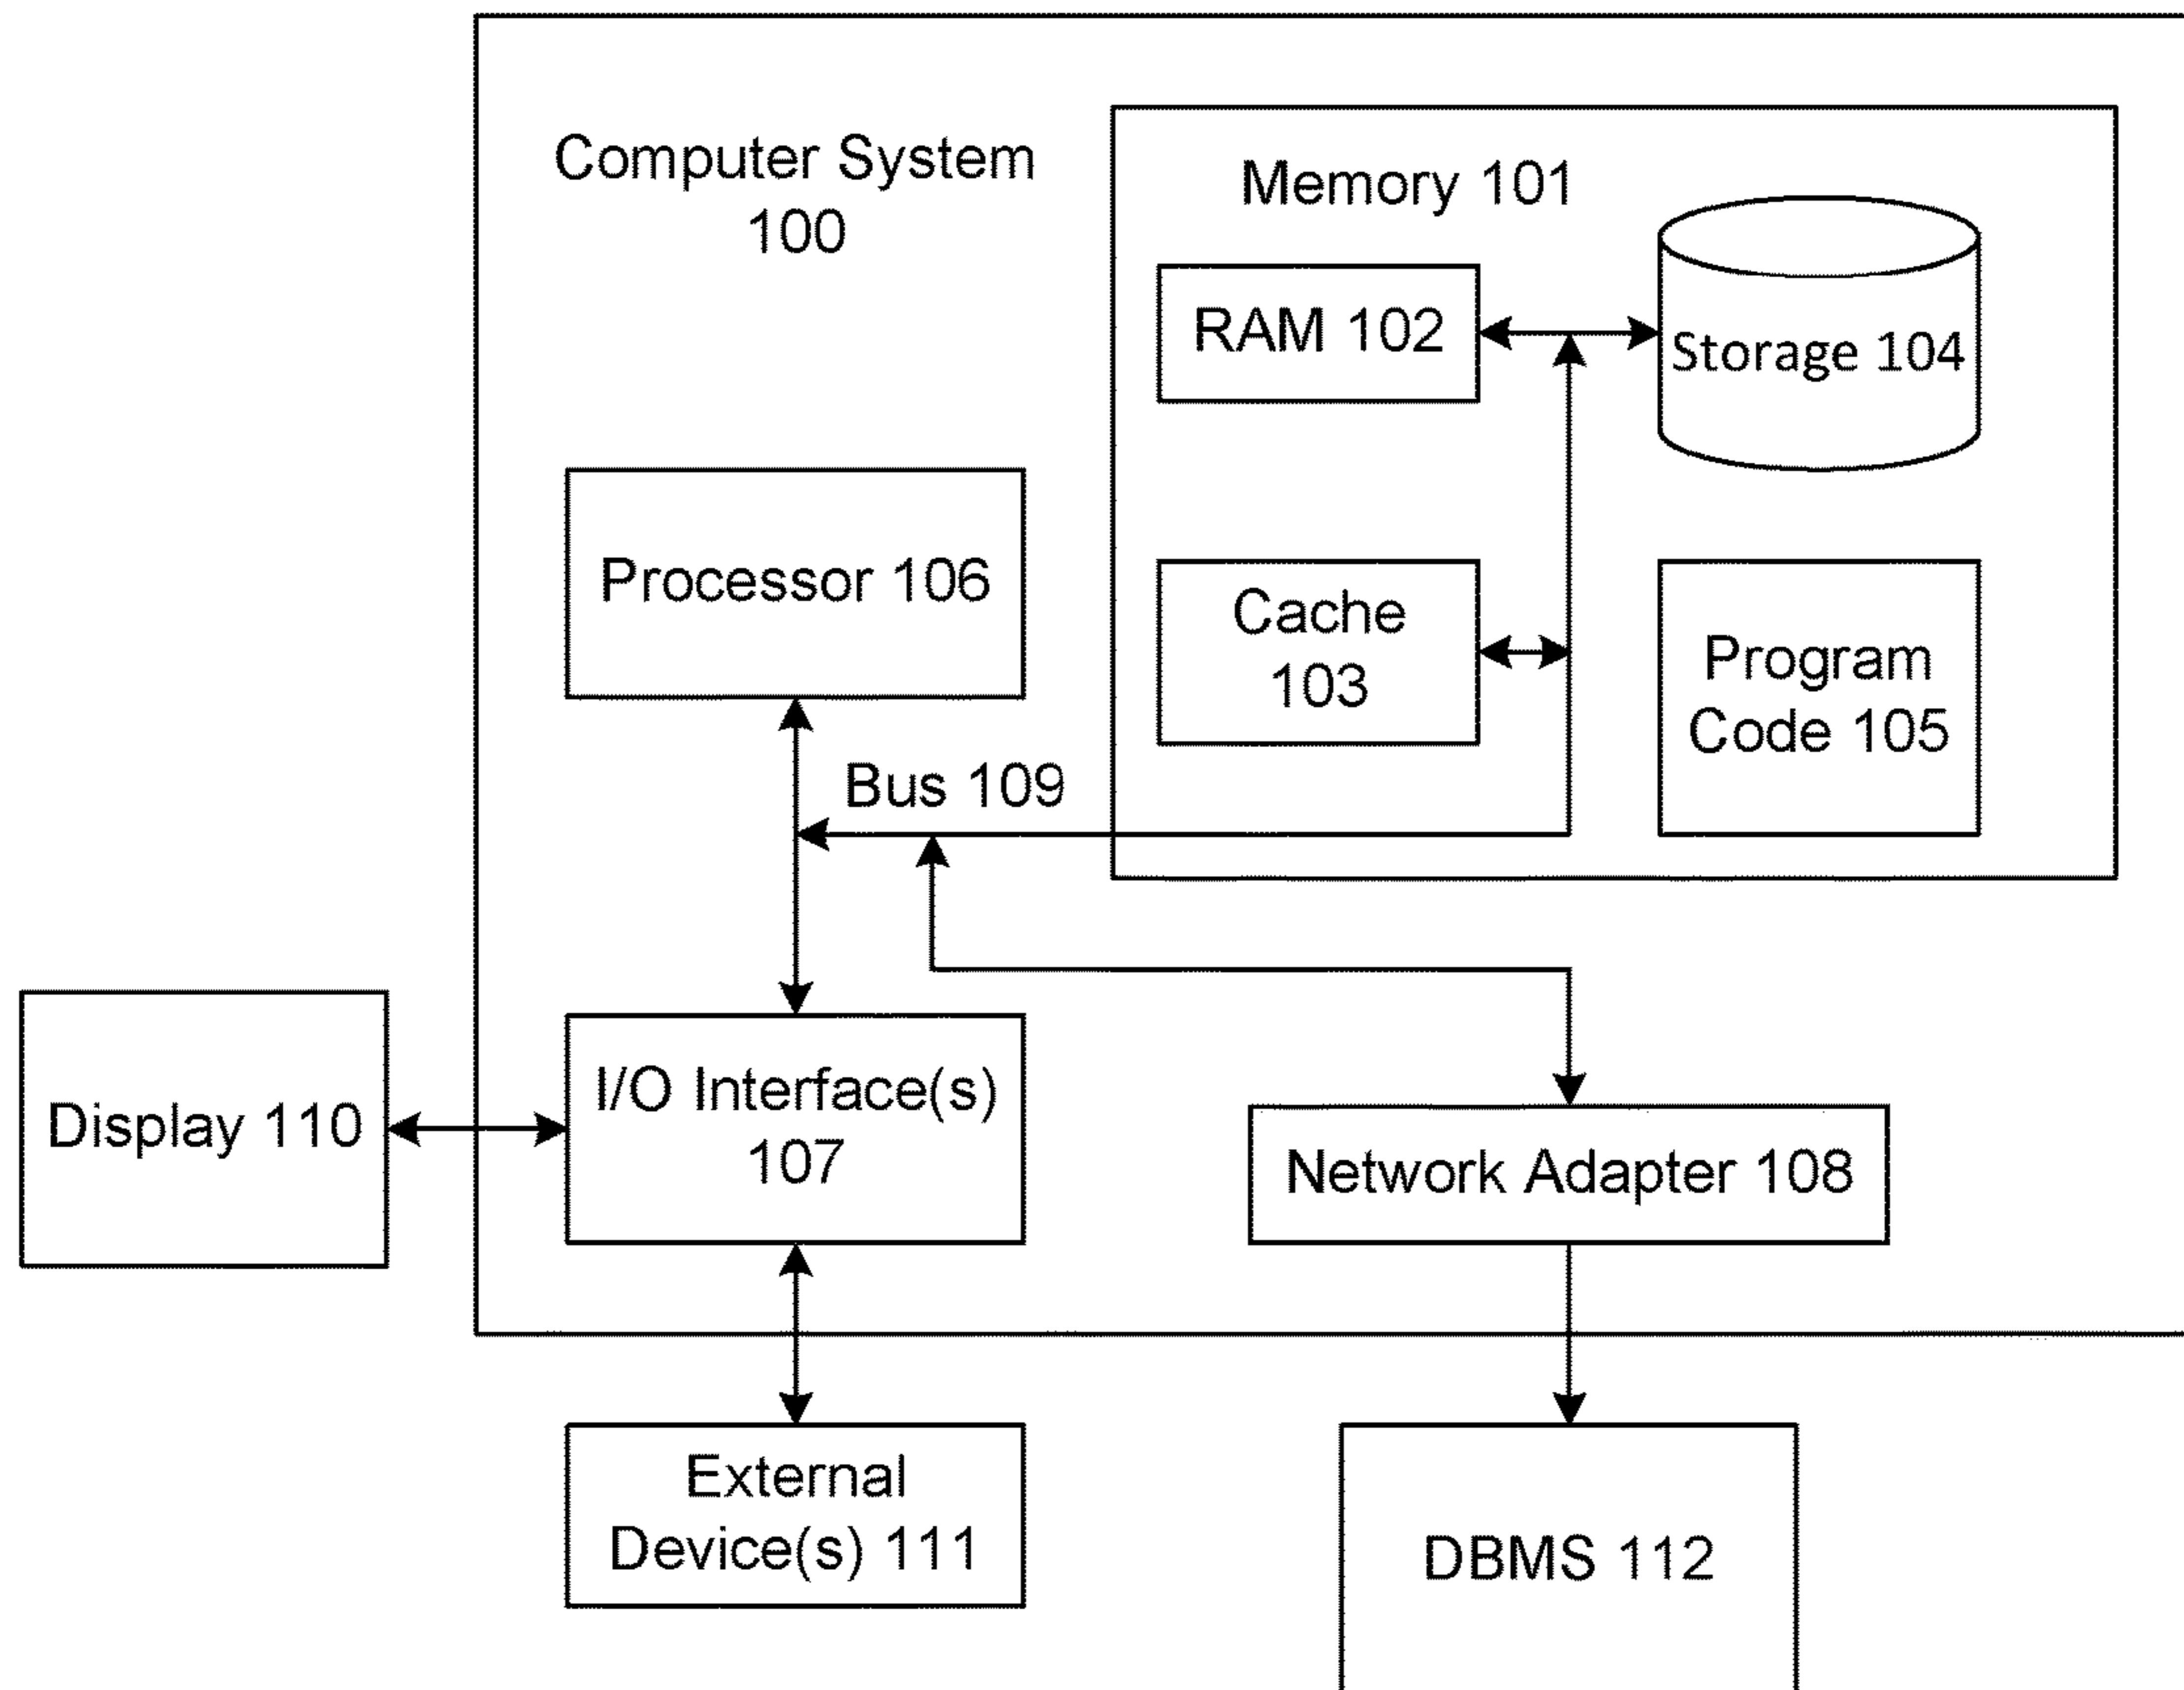 Computer System
100
Memory 101
RAM 102
Storage 104
Processor 106
Cache
103
Program
Code 105
Bus 109
I/O Interface(s)
107
Display 110
Network Adapter 108
External
Device(s) 111
DBMS 112